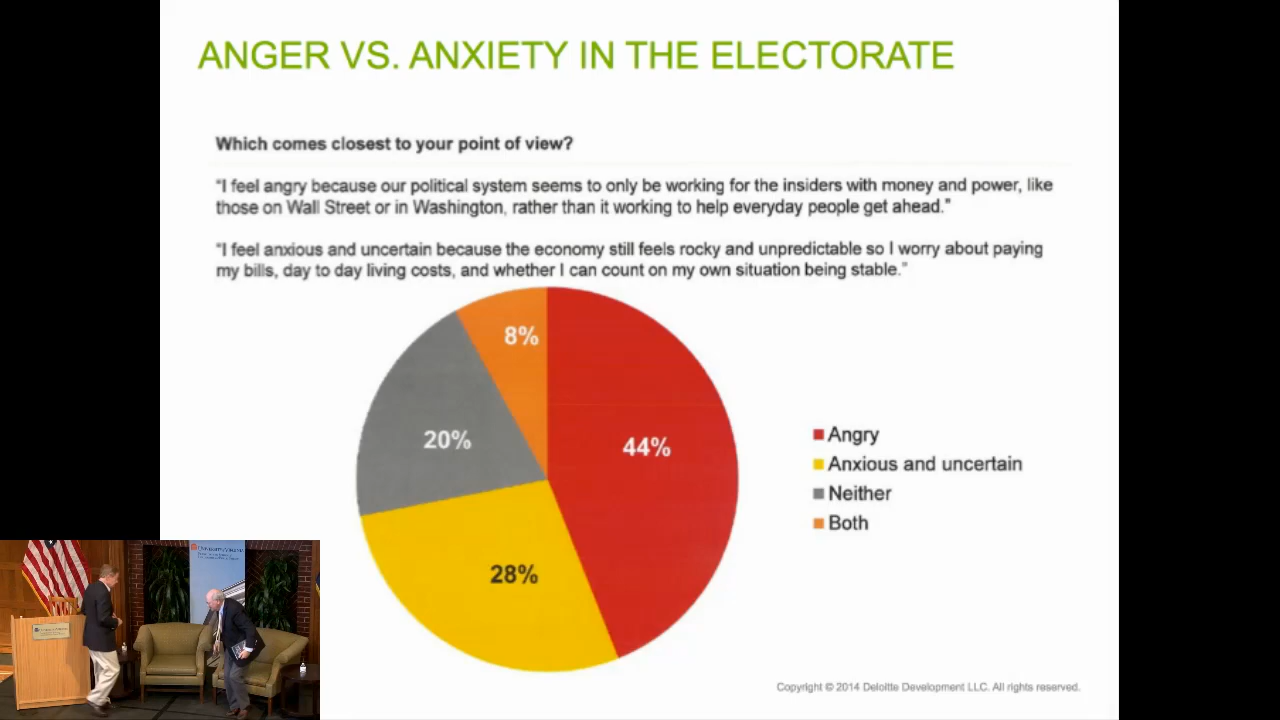 ANGER VS. ANXIETY IN THE ELECTORATE
Which comes closest to your point of view?
“I feel angry because our political system seems to only be working for the insiders with money and power, like
those on Wall Street or in Washington, rather than it working to help everyday people get ahead.”
“I feel anxious and uncertain because the economy still feels rocky and unpredictable so I worry about paying
my bills, day to day living costs, and whether I can count on my own situation being stable.”
8%
20%
44%
28%
Angry
Anxious and uncertain
Neither
Both
Copyright © 2014 Deloitte Development LLC. All rights reserved.